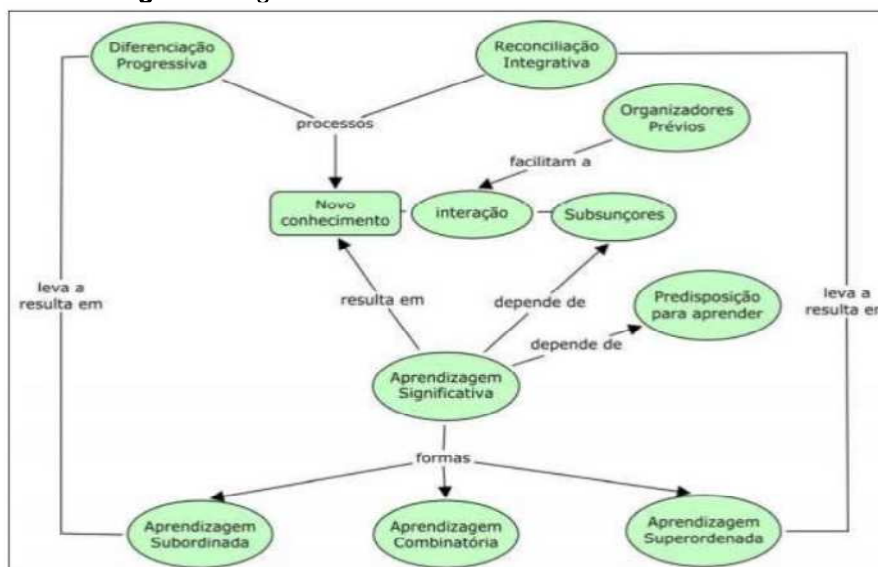 Diferenciação
Progressiva
Reconciliação
Integrativa
Organizadores
Prévios
processos
facilitam a
Novo
conhecimento
interação
Subsunçores
leva a
resulta em
resulta em
depende de
Predisposição
para aprender
leva a
resulta em
depende de
Aprendizagem
Significativa
formas
Aprendizagem
Subordinada
Aprendizagem
Combinatória
Aprendizagem
Superordenada